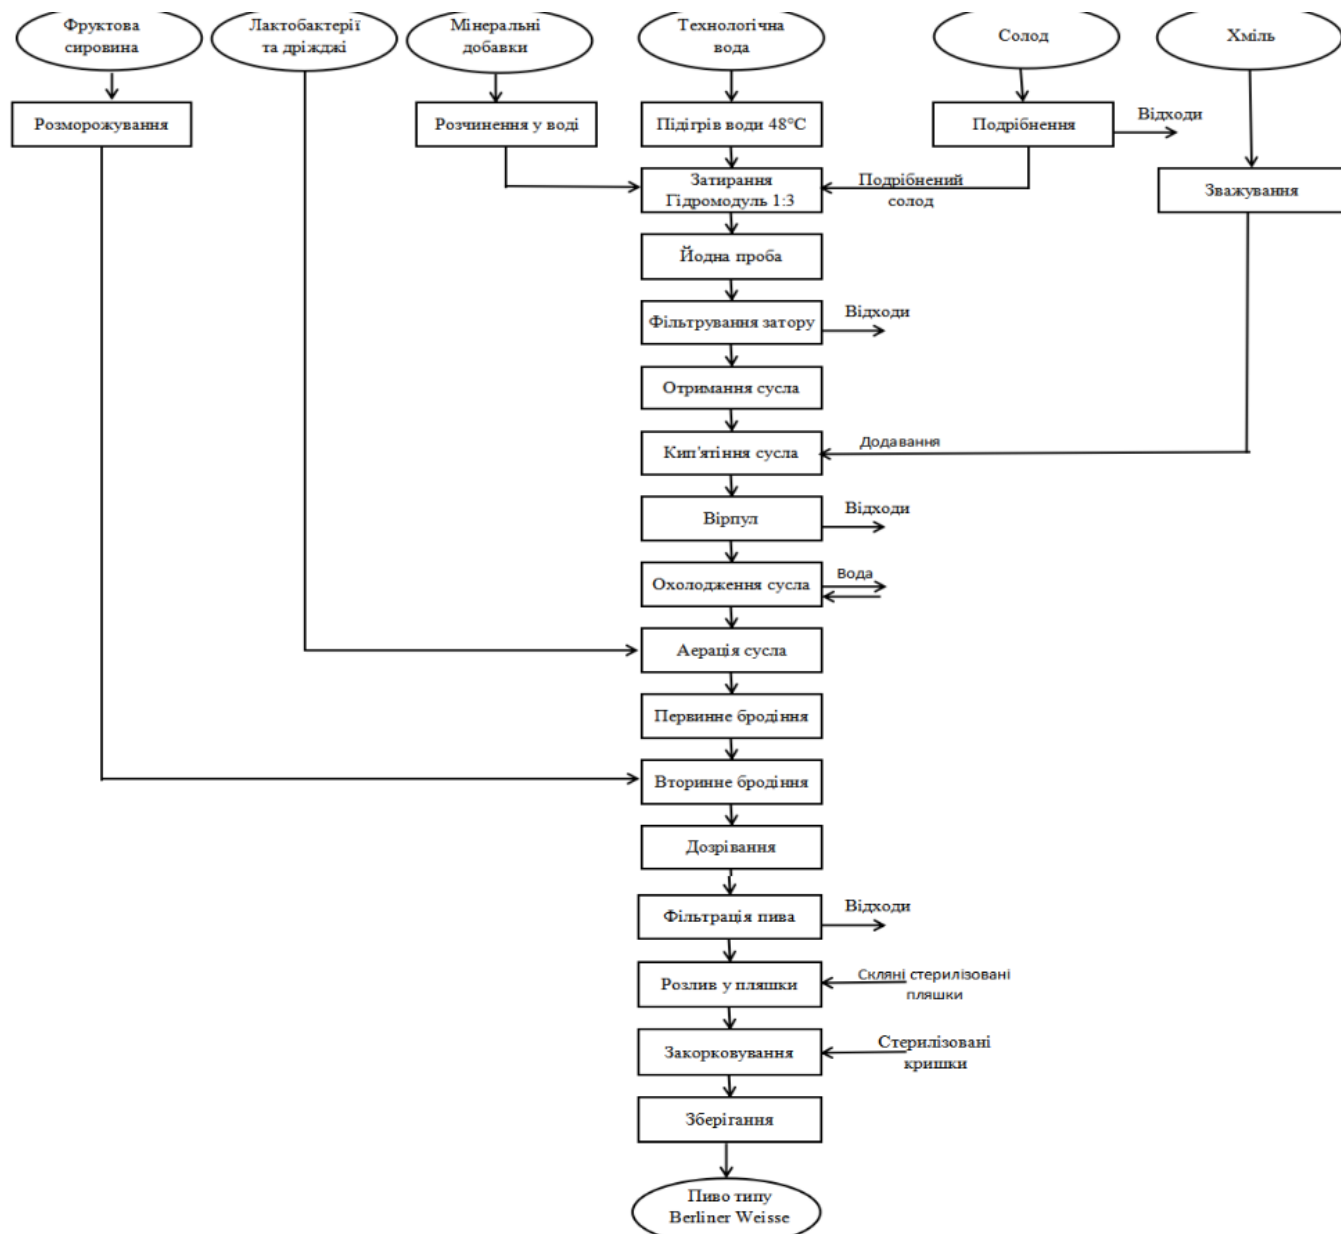 Фруктова
сировина
Лактобактерії
та дріжджі
Мінеральні
добавки
Технологічна
вода
Солод
Хміль
Розморожування
Розчинення у воді
Підігрів води 48°С
Подрібнення
Відходи
Затирання
Гідромодуль 1:3
Подрібнений
солод
Зважування
Йодна проба
Фільтрування затору
Відходи
Отримання сусла
Кип'ятіння сусла
Додавання
Вірпул
Відходи
Охолодження сусла
Вода
Аерація сусла
Первинне бродіння
Вторинне бродіння
Дозрівання
Фільтрація пива
Відходи
Розлив у пляшки
Скляні стерилізовані
пляшки
Закорковування
Стерилізовані
кришки
Зберігання
Пиво типу
Berliner Weisse